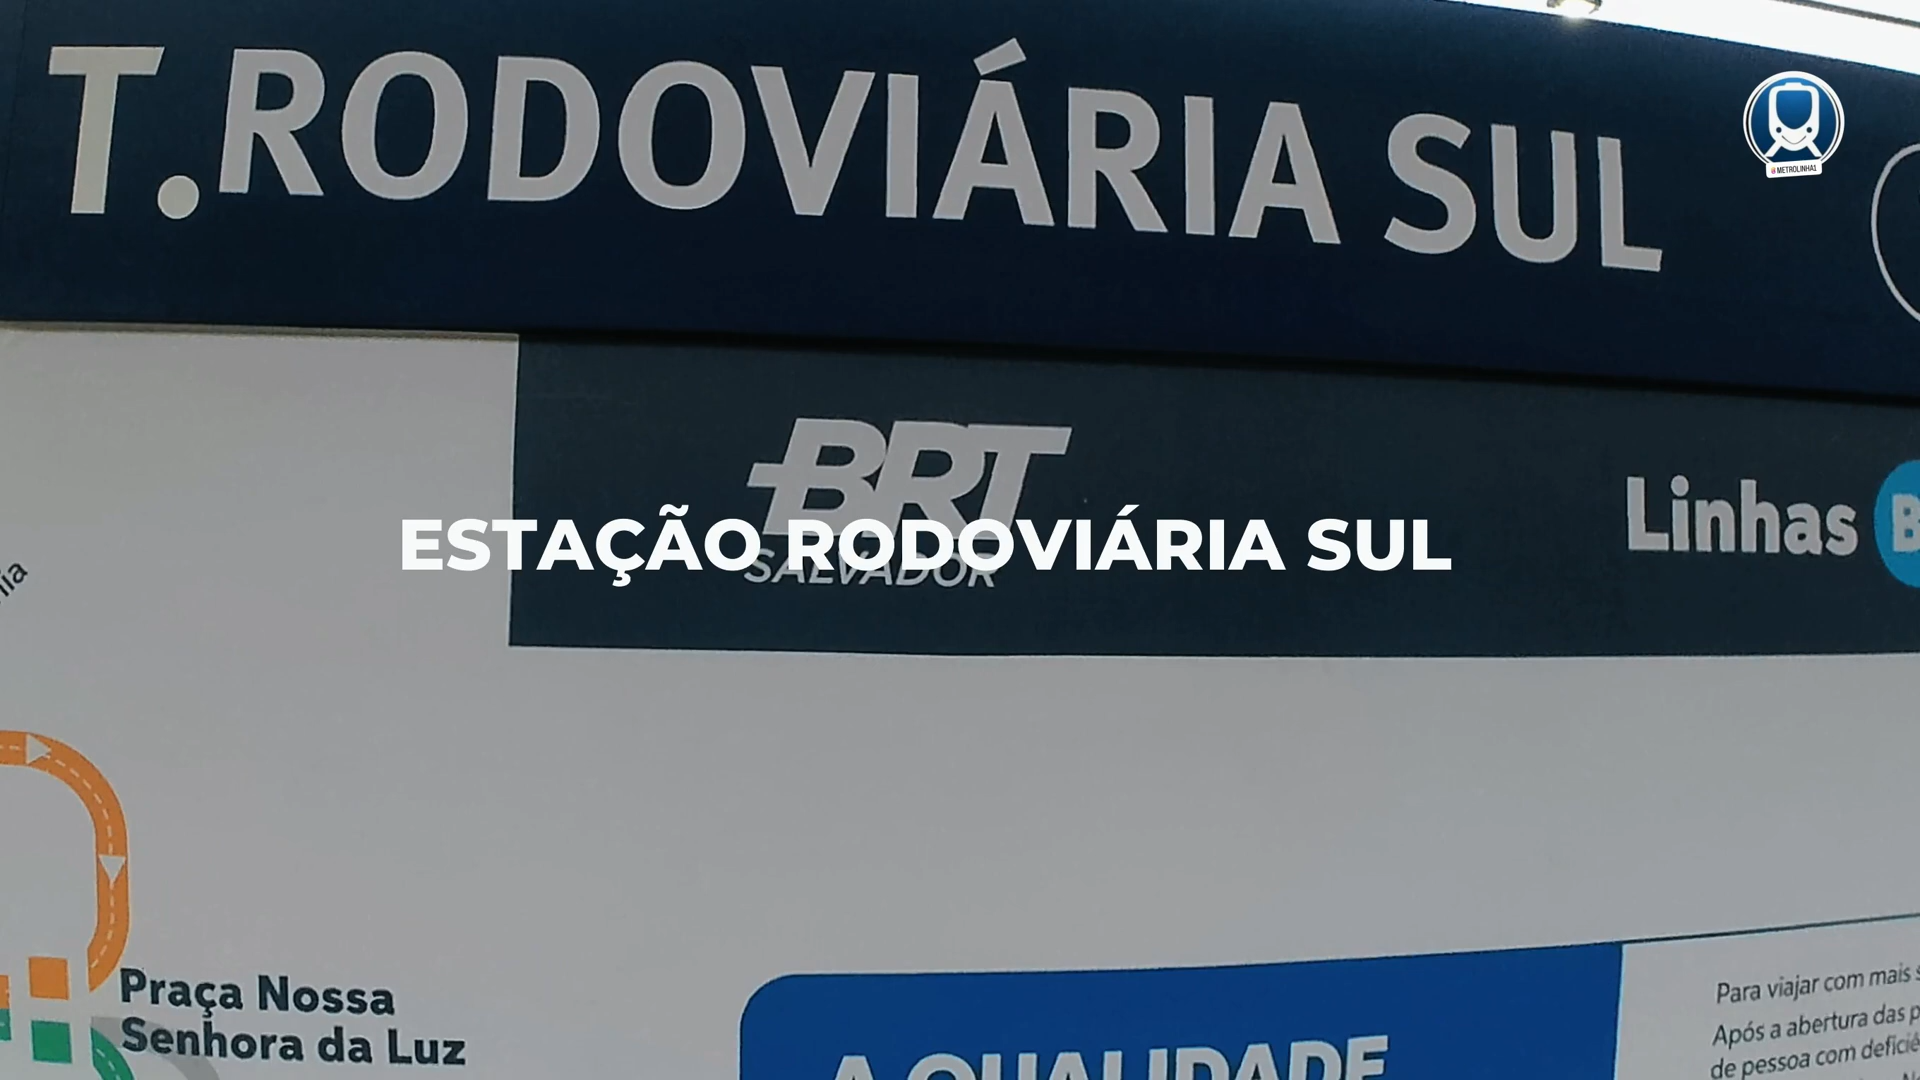 T.RODOVIÁRIA SUL
@METROLINHA1
BRT
SALVADOR
Linhas B
ESTAÇÃO RODOVIÁRIA SUL
Praça Nossa
Senhora da Luz
A QUALIDADE
Para viajar com mais
Após a abertura das
de pessoa com